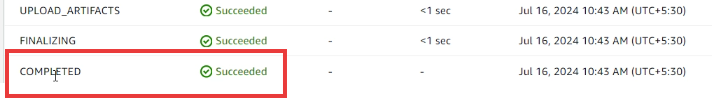 UPLOAD_ARTIFACTS Succeeded - <1 sec Jul 16, 2024 10:43 AM (UTC+5:30)
FINALIZING Succeeded - <1 sec Jul 16, 2024 10:43 AM (UTC+5:30)
COMPLETED Succeeded - - Jul 16, 2024 10:43 AM (UTC+5:30)